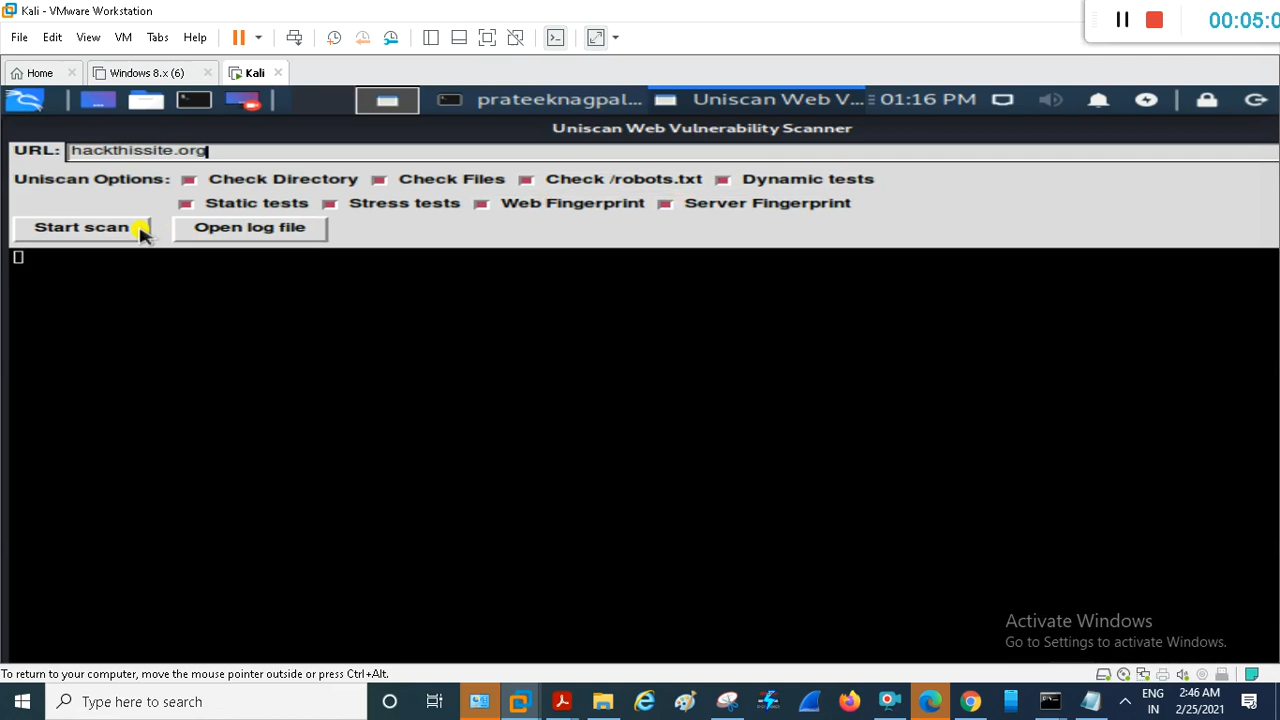 Kali - VMware Workstation
00:05:0
File Edit View VM Tabs Help
Home Windows 8.x (6) Kali
prateeknagpal... Uniscan Web V... 01:16 PM
Uniscan Web Vulnerability Scanner
URL: hackthissite.org
Uniscan Options: Check Directory Check Files Check /robots.txt Dynamic tests
Static tests Stress tests Web Fingerprint Server Fingerprint
Start scan Open log file
Activate Windows
Go to Settings to activate Windows.
To return to your computer, move the mouse pointer outside or press Ctrl+Alt.
Type here to search
ENG 2:46 AM
IN 2/25/2021